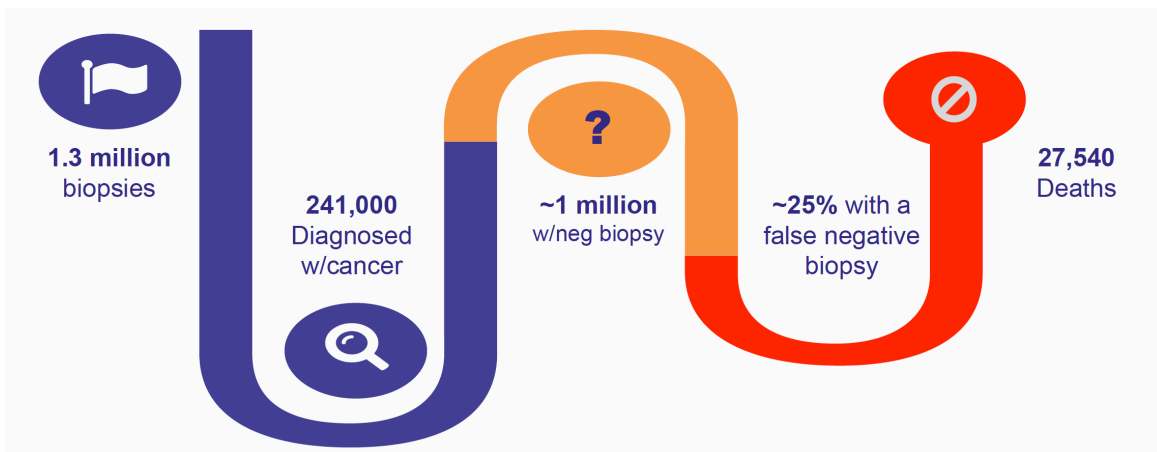 1.3 million
biopsies
241,000
Diagnosed
w/cancer
?
~1 million
w/neg biopsy
~25% with a
false negative
biopsy
27,540
Deaths